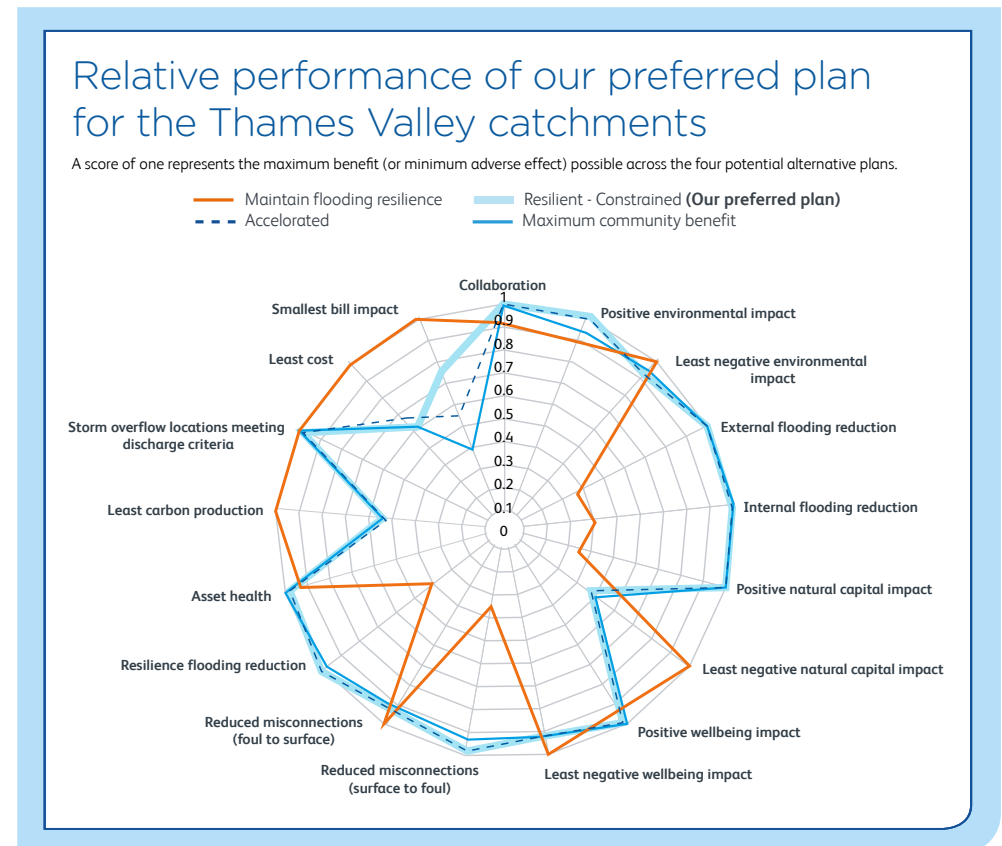 Relative performance of our preferred plan
for the Thames Valley catchments
A score of one represents the maximum benefit (or minimum adverse effect) possible across the four potential alternative plans.
Maintain flooding resilience
Resilient - Constrained (Our preferred plan)
Accelorated
Maximum community benefit
Collaboration
Positive environmental impact
Least negative environmental
impact
External flooding reduction
Internal flooding reduction
Positive natural capital impact
Least negative natural capital impact
Positive wellbeing impact
Least negative wellbeing impact
Reduced misconnections
(surface to foul)
Reduced misconnections
(foul to surface)
Resilience flooding reduction
Asset health
Least carbon production
Storm overflow locations meeting
discharge criteria
Least cost
Smallest bill impact
1
0.9
0.8
0.7
0.6
0.5
0.4
0.3
0.2
0.1
0